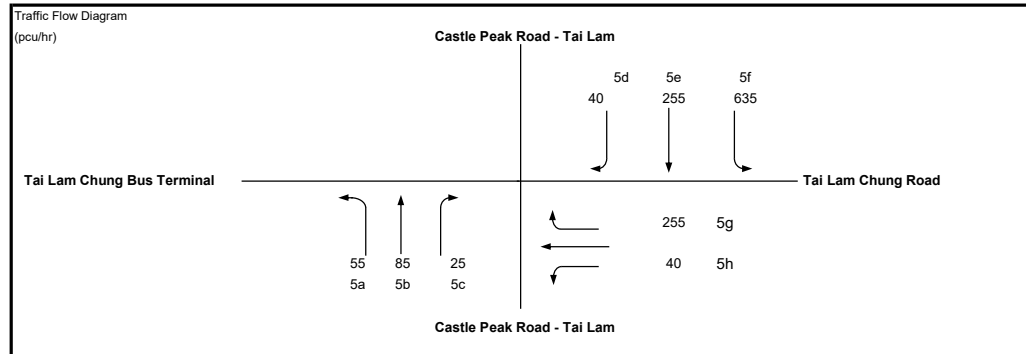 Traffic Flow Diagram
(pcu/hr)
Castle Peak Road - Tai Lam
5d 5e 5f
40 255 635
Tai Lam Chung Bus Terminal
Tai Lam Chung Road
255 5g
40 5h
55 85 25
5a 5b 5c
Castle Peak Road - Tai Lam